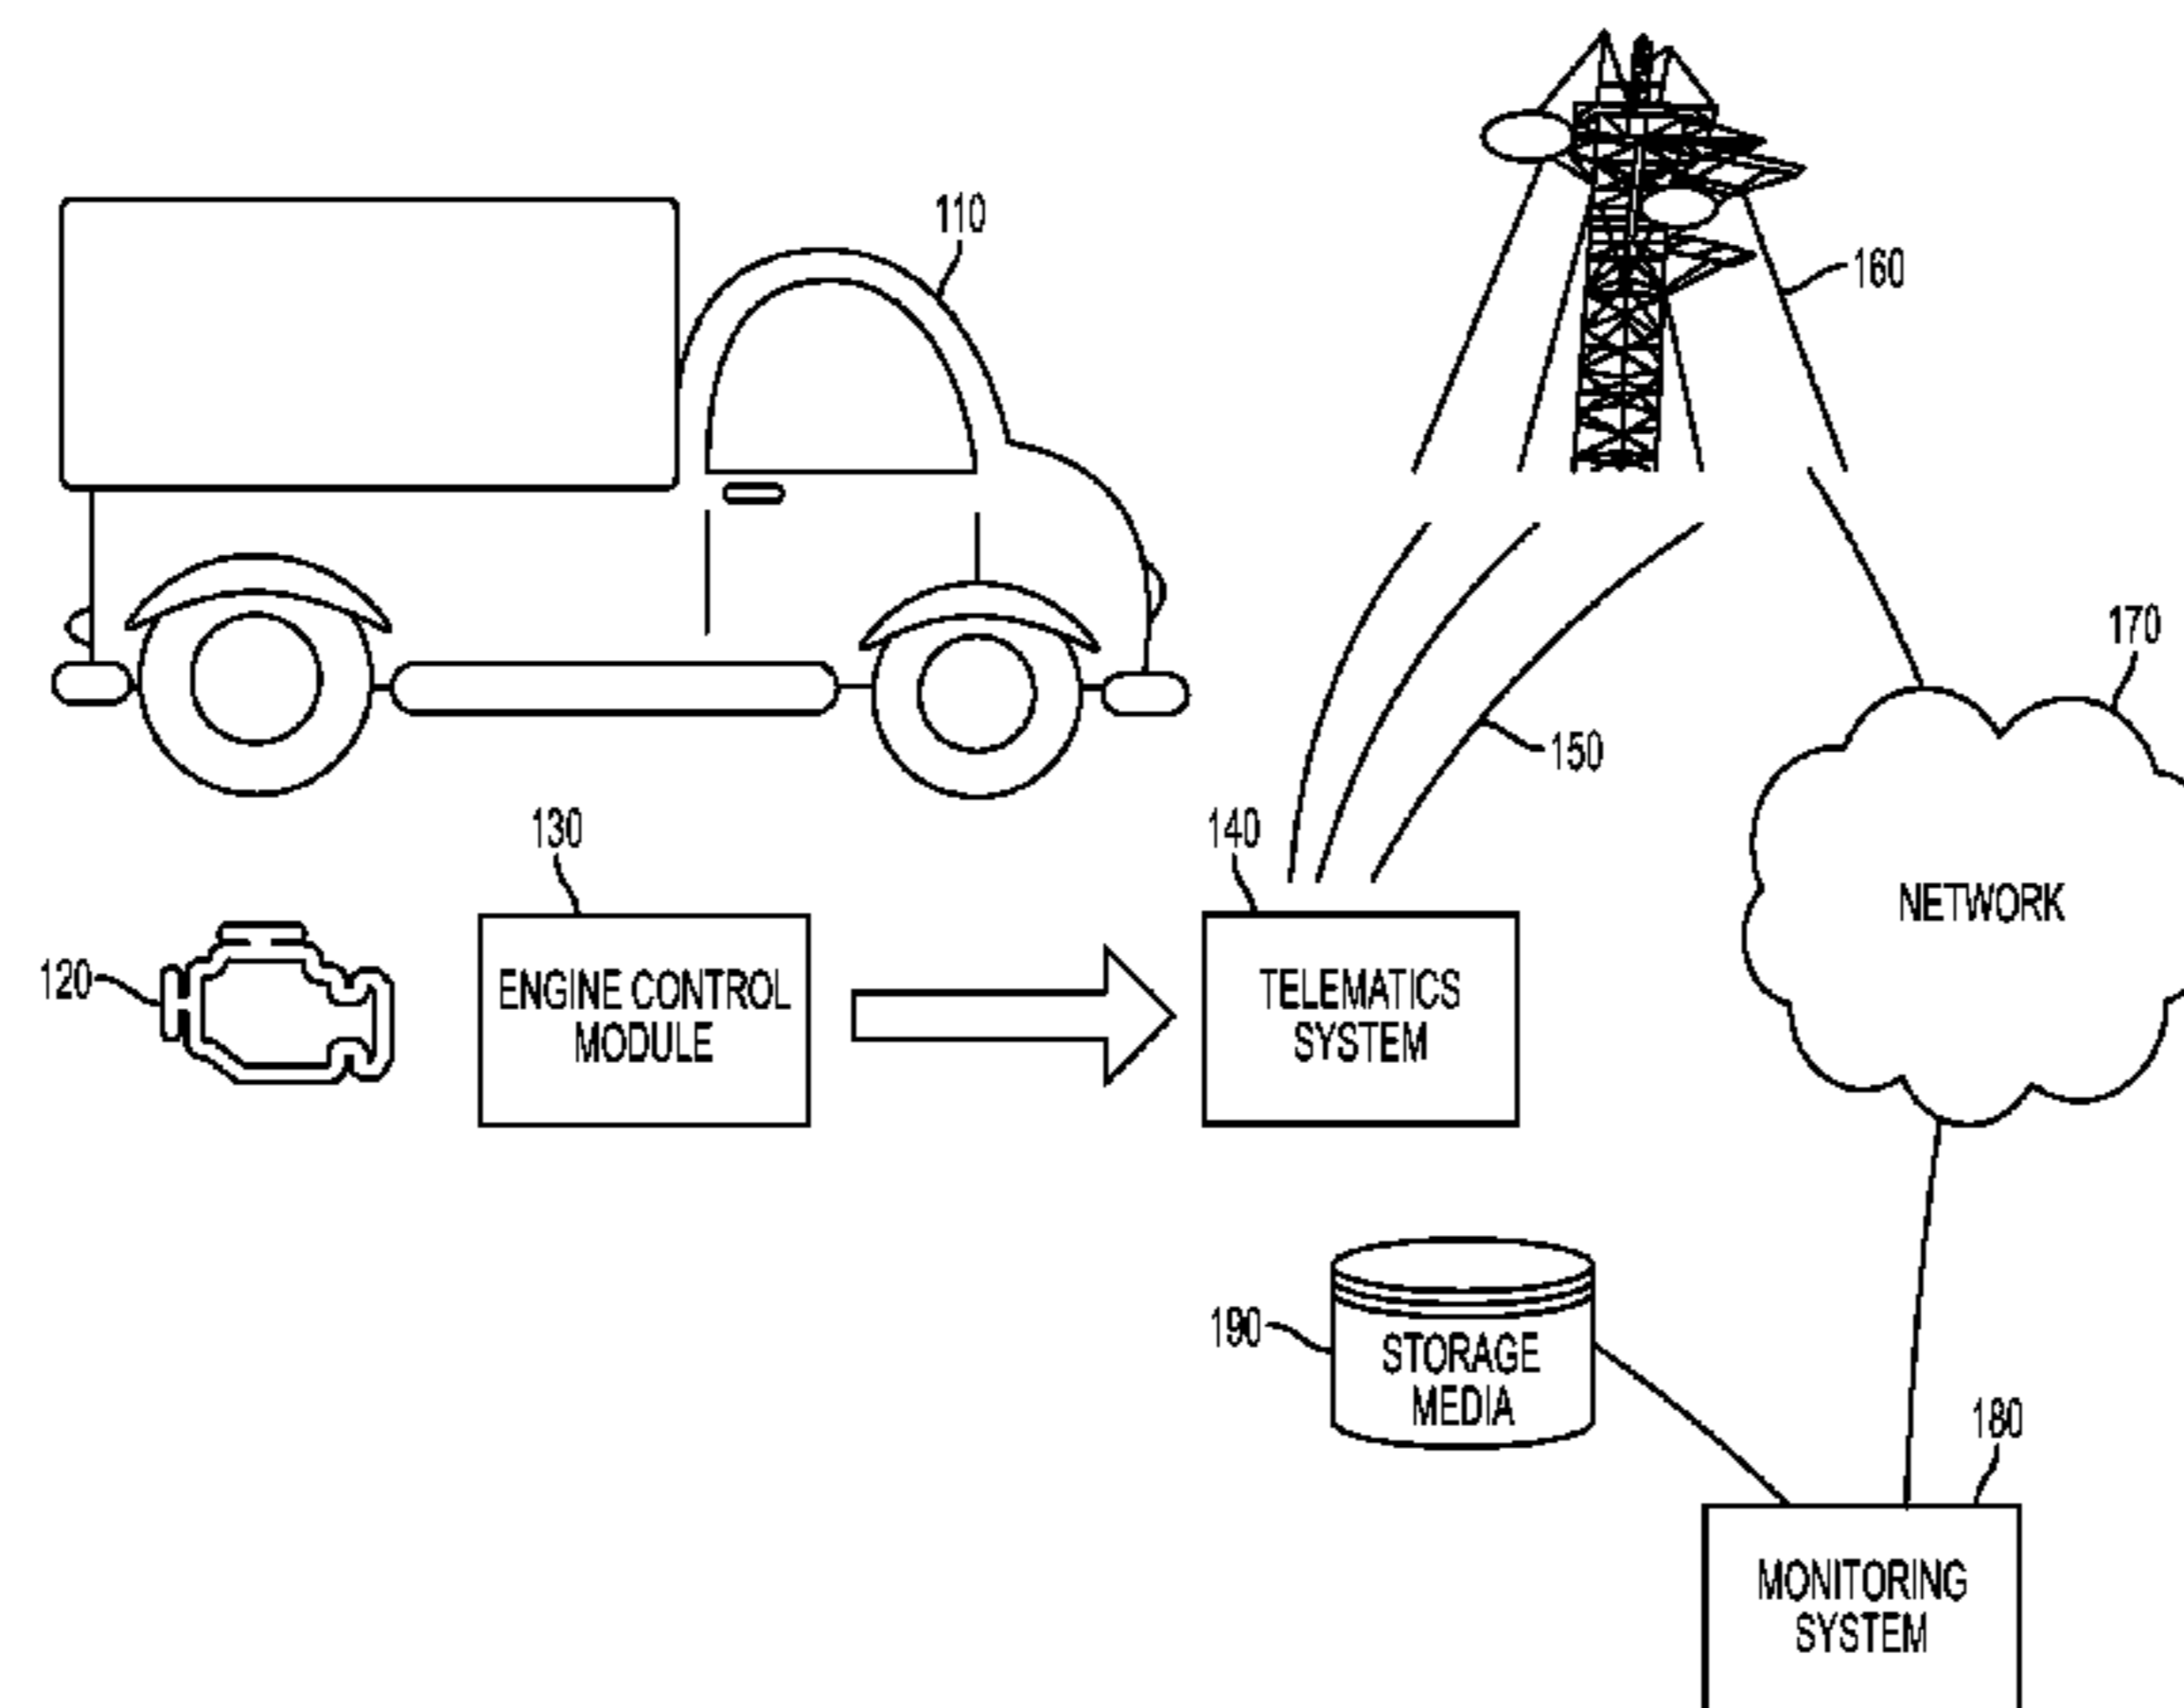 110
160
170
150
130
140
NETWORK
120
ENGINE CONTROL
MODULE
TELEMATICS
SYSTEM
190
STORAGE
MEDIA
180
MONITORING
SYSTEM